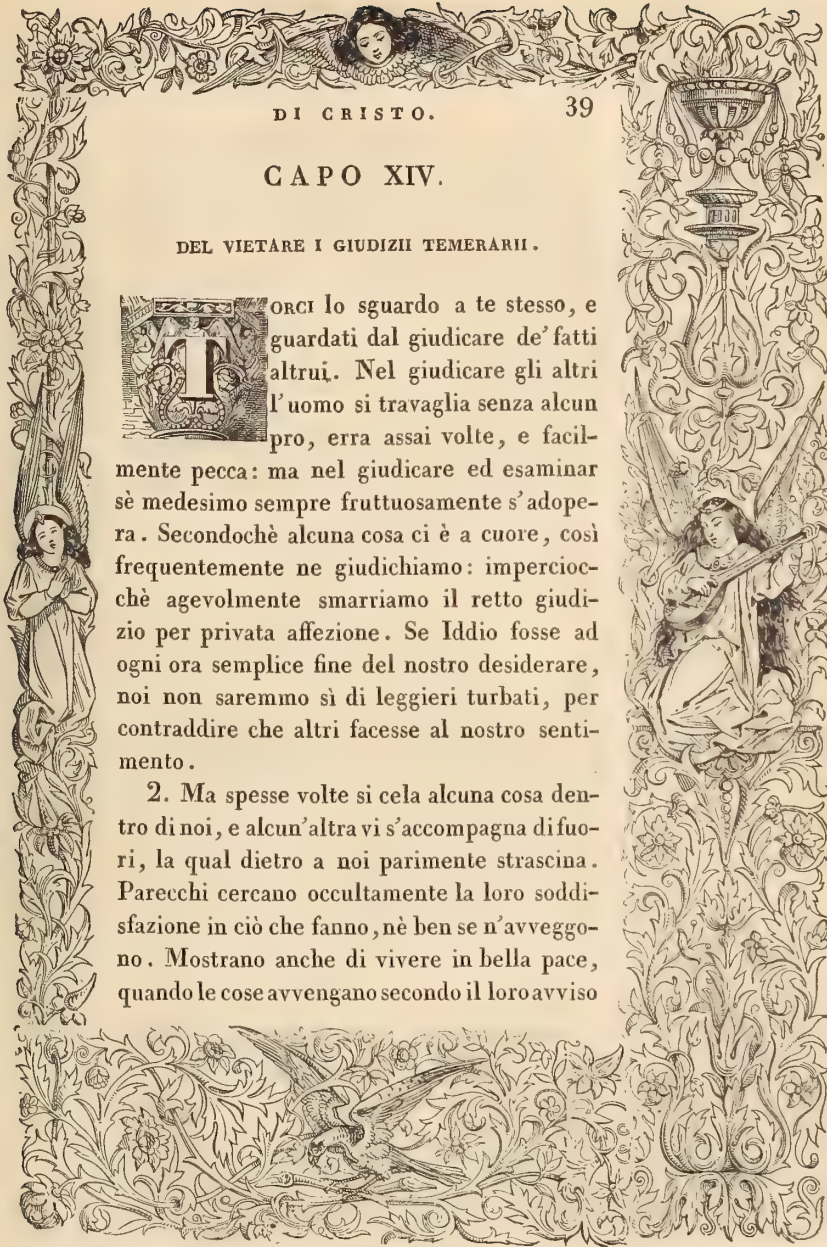 DI CRISTO. 39
CAPO XIV.
DEL VIETARE I GIUDIZII TEMERARII.
TORCI lo sguardo a te stesso, e
guardati dal giudicare de' fatti
altrui. Nel giudicare gli altri
l'uomo si travaglia senza alcun
pro, erra assai volte, e facil-
mente pecca: ma nel giudicare ed esaminar
sè medesimo sempre fruttuosamente s'adope-
ra. Secondochè alcuna cosa ci è a cuore, così
frequentemente ne giudichiamo: impercioc-
chè agevolmente smarriamo il retto giudi-
zio per privata affezione. Se Iddio fosse ad
ogni ora semplice fine del nostro desiderare,
noi non saremmo sì di leggieri turbati, per
contraddire che altri facesse al nostro senti-
mento.
2. Ma spesse volte si cela alcuna cosa den-
tro di noi, e alcun'altra vi s'accompagna difuo-
ri, la qual dietro a noi parimente strascina.
Parecchi cercano occultamente la loro soddi-
sfazione in ciò che fanno, nè ben se n'avveggo-
no. Mostrano anche di vivere in bella pace,
quando le cose avvengano secondo il loro avviso